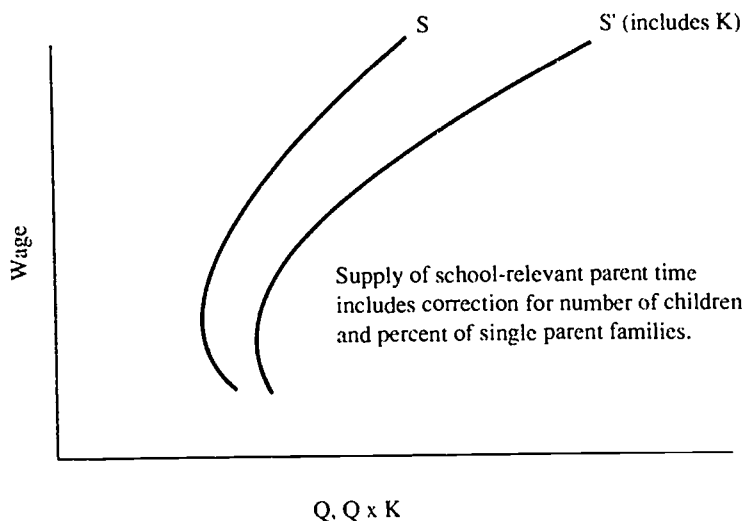 S
S' (includes K)
Wage
Supply of school-relevant parent time
includes correction for number of children
and percent of single parent families.
Q, Q x K